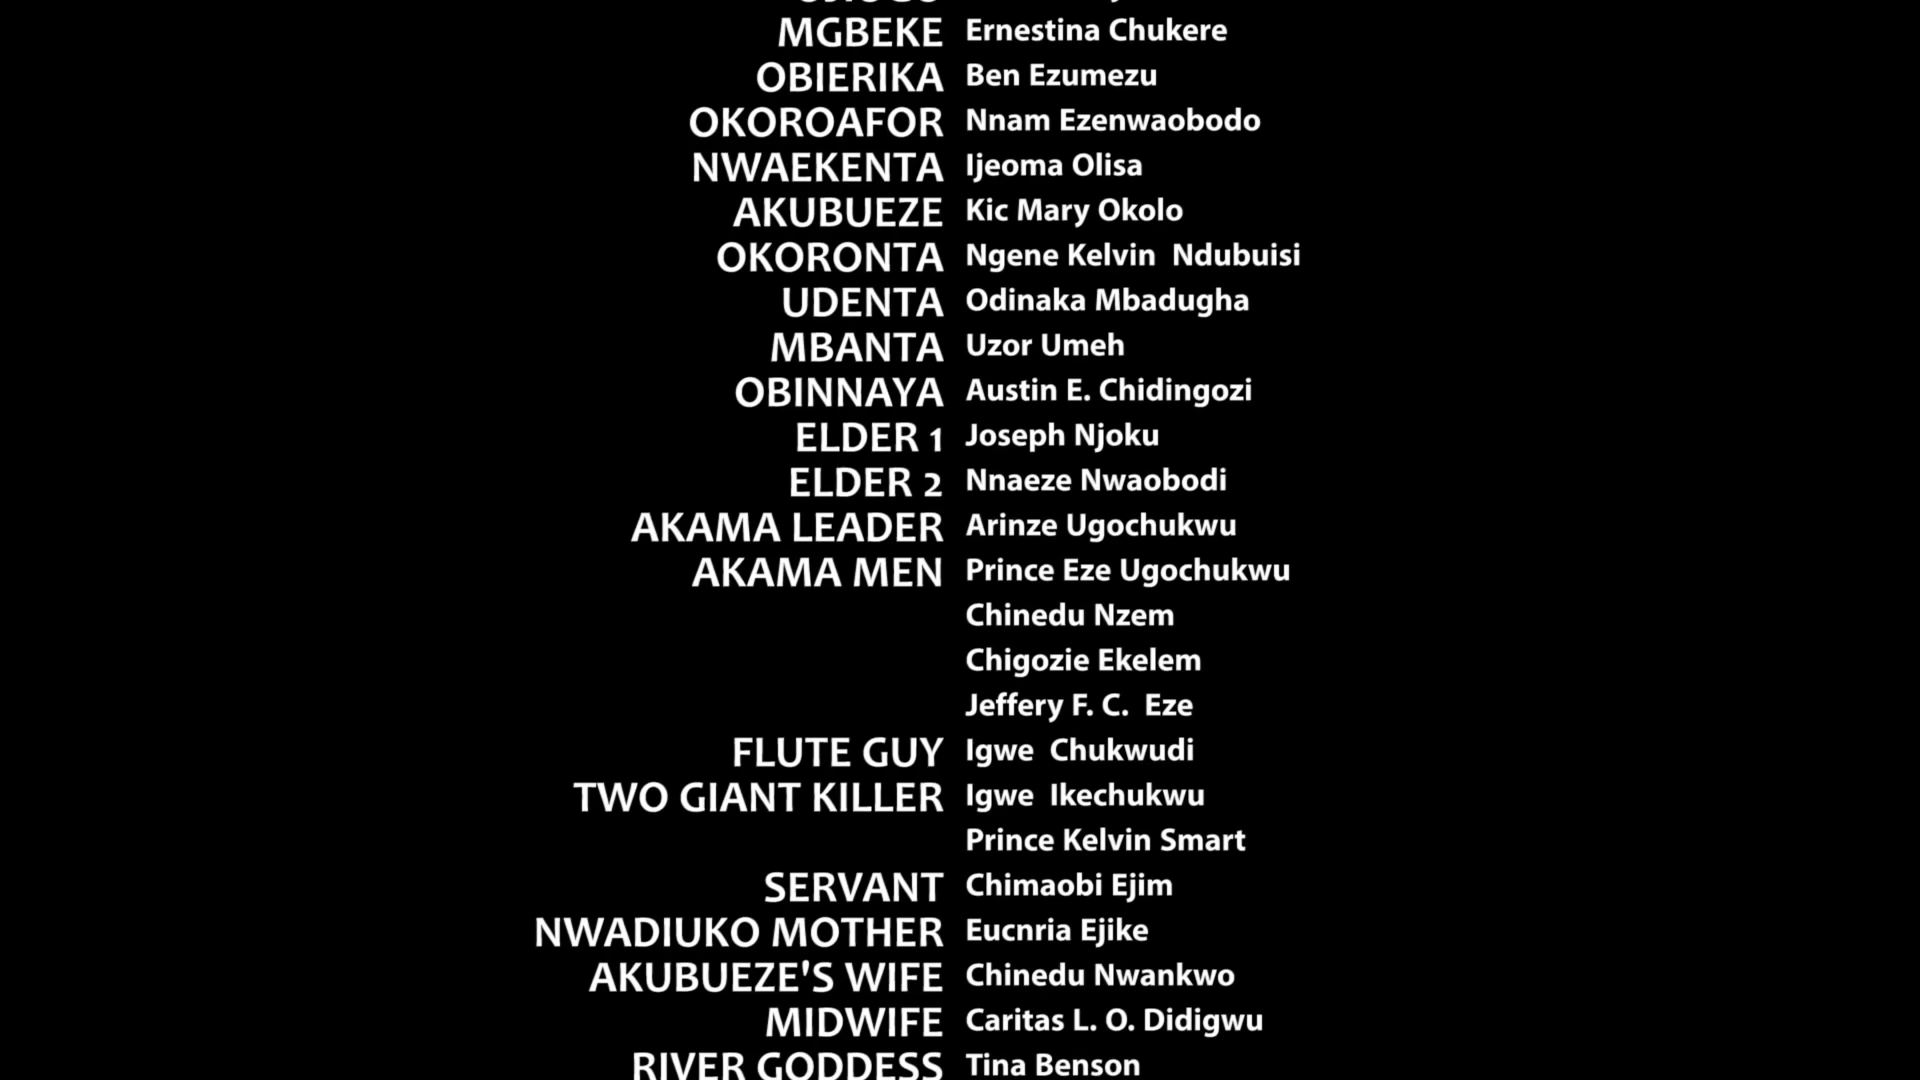 MGBEKE Ernestina Chukere
OBIERIKA Ben Ezumezu
OKOROAFOR Nnam Ezenwaobodo
NWAEKENTA Ijeoma Olisa
AKUBUEZE Kic Mary Okolo
OKORONTA Ngene Kelvin  Ndubuisi
UDENTA Odinaka Mbadugha
MBANTA Uzor Umeh
OBINNAYA Austin E. Chidingozi
ELDER 1 Joseph Njoku
ELDER 2 Nnaeze Nwaobodi
AKAMA LEADER Arinze Ugochukwu
AKAMA MEN Prince Eze Ugochukwu
Chinedu Nzem
Chigozie Ekelem
Jeffery F. C.  Eze
FLUTE GUY Igwe  Chukwudi
TWO GIANT KILLER Igwe  Ikechukwu
Prince Kelvin Smart
SERVANT Chimaobi Ejim
NWADIUKO MOTHER Eucnria Ejike
AKUBUEZE'S WIFE Chinedu Nwankwo
MIDWIFE Caritas L. O. Didigwu
RIVER GODDESS Tina Benson